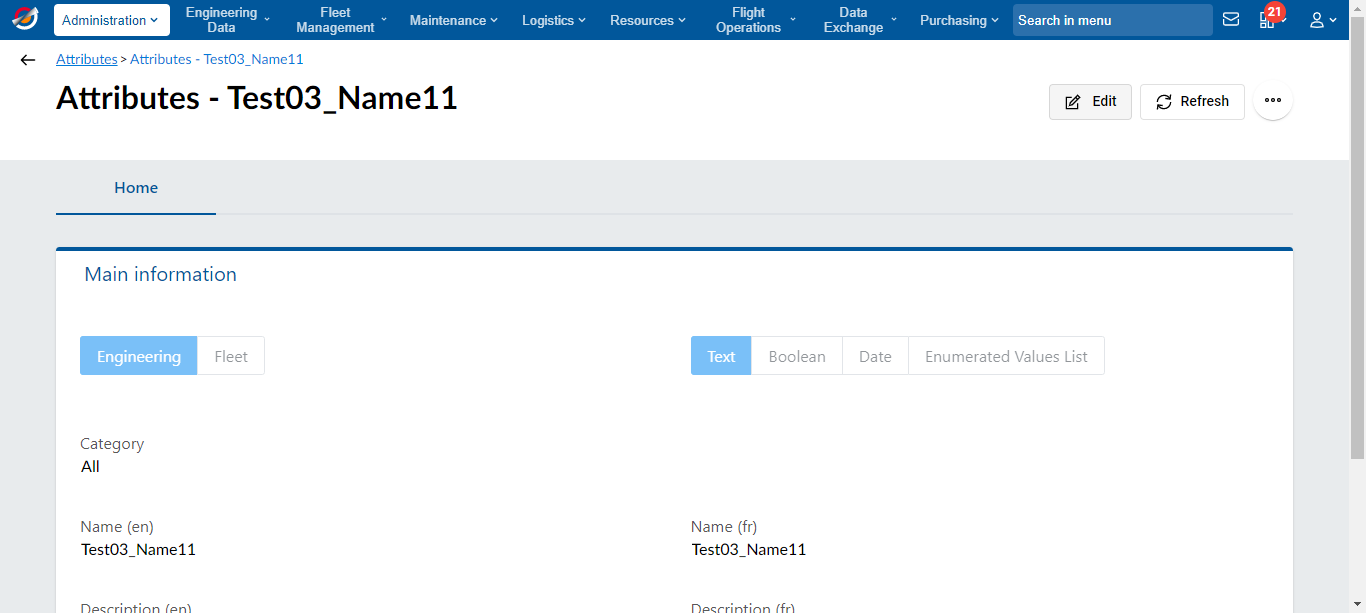 Administration
Engineering Data
Fleet Management
Maintenance
Logistics
Resources
Flight Operations
Data Exchange
Purchasing
Search in menu
21
Attributes > Attributes - Test03_Name11
Attributes - Test03_Name11
Edit
Refresh
Home
Main information
Engineering Fleet
Text Boolean Date Enumerated Values List
Category
All
Name (en)
Test03_Name11
Name (fr)
Test03_Name11
Description (en)
Description (fr)